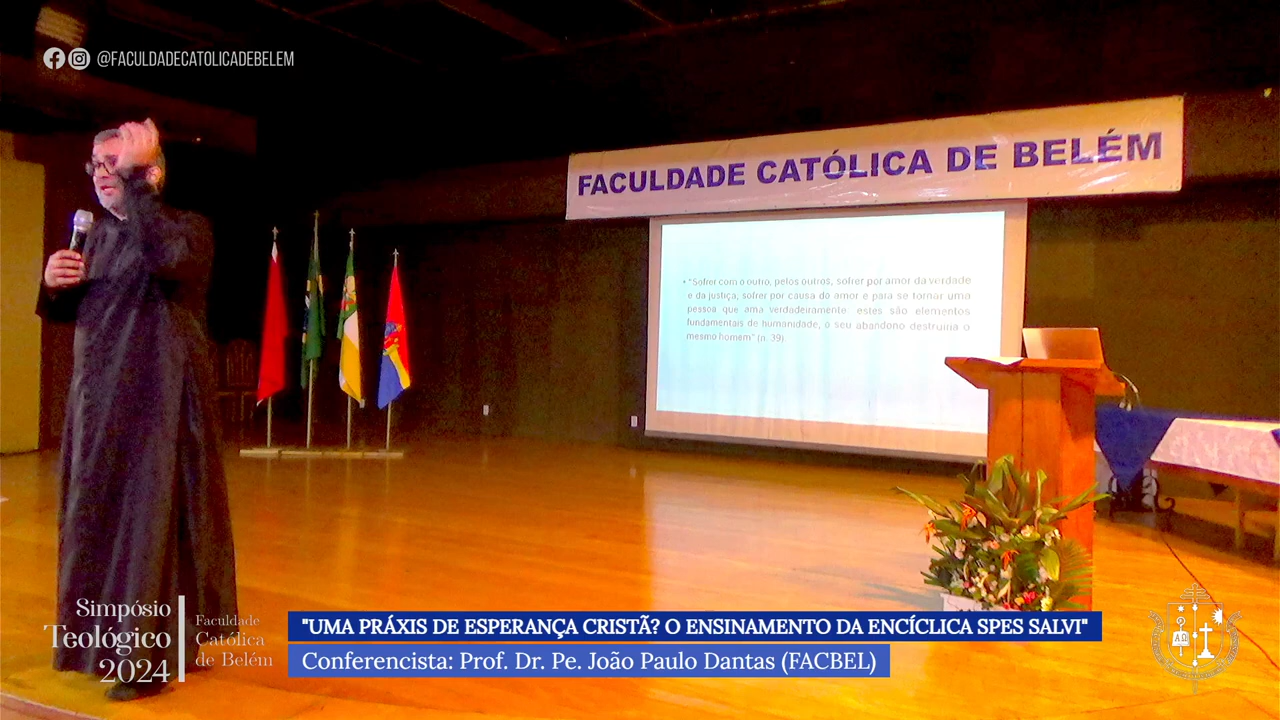 @FACULDADECATOLICADEBELEM
FACULDADE CATÓLICA DE BELÉM
• "Sofrer com o outro, pelos outros, sofrer por amor da verdade
e da justiça, sofrer por causa do amor e para se tornar uma
pessoa que ama verdadeiramente: estes são elementos
fundamentais de humanidade, o seu abandono destruiria o
mesmo homem" (n. 39)
Simpósio
Teológico
2024
Faculdade
Católica
de Belém
"UMA PRÁXIS DE ESPERANÇA CRISTÃ? O ENSINAMENTO DA ENCÍCLICA SPES SALVI"
Conferencista: Prof. Dr. Pe. João Paulo Dantas (FACBEL)